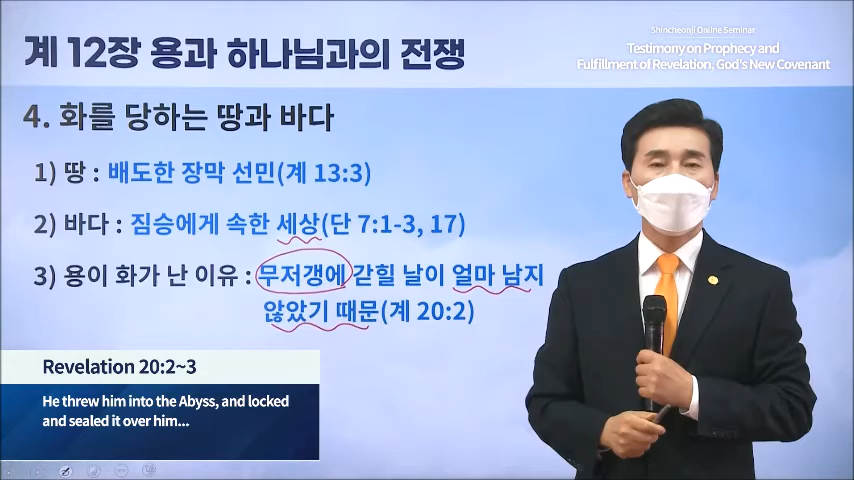 계 12장 용과 하나님과의 전쟁
Shincheonji Online Seminar
Testimony on Prophecy and
Fulfillment of Revelation, God's New Covenant
4. 화를 당하는 땅과 바다
1) 땅 : 배도한 장막 선민(계 13:3)
2) 바다 : 짐승에게 속한 세상(단 7:1-3, 17)
3) 용이 화가 난 이유 : 무저갱에 갇힐 날이 얼마 남지
않았기 때문(계 20:2)
Revelation 20:2~3
He threw him into the Abyss, and locked
and sealed it over him...